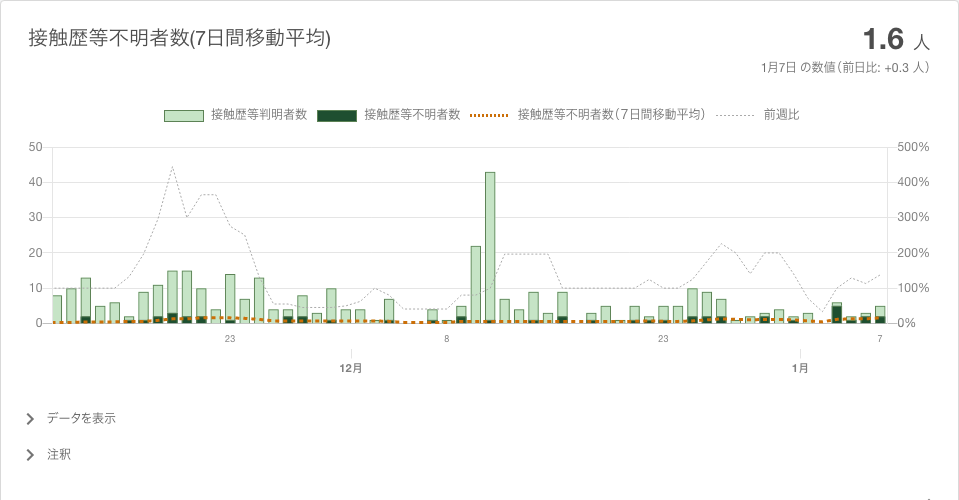 接触歴等不明者数(7日間移動平均)
1.6 人
1月7日 の数値(前日比: +0.3 人)
接触歴等判明者数 接触歴等不明者数 接触歴等不明者数(7日間移動平均) 前週比
50 500%
40 400%
30 300%
20 200%
10 100%
0 0%
23 8 23 7
12月 1月
データを表示
注釈